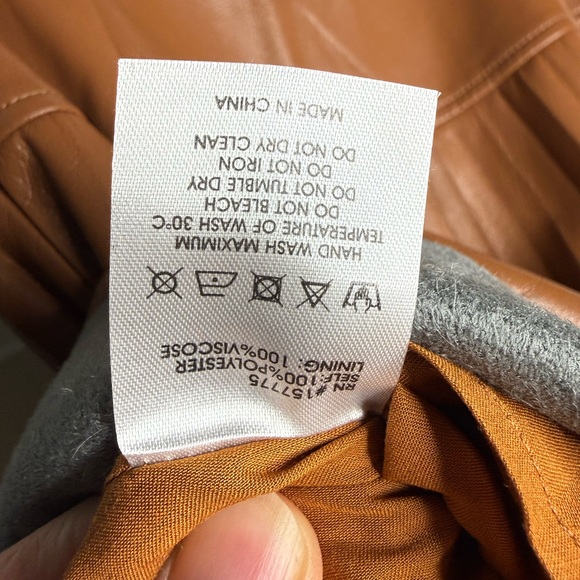 RN #157775
SELF:100%POLYESTER
LINING: 100%VISCOSE
HAND WASH MAXIMUM
TEMPERATURE OF WASH 30°C
DO NOT BLEACH
DO NOT TUMBLE DRY
DO NOT IRON
DO NOT DRY CLEAN
MADE IN CHINA